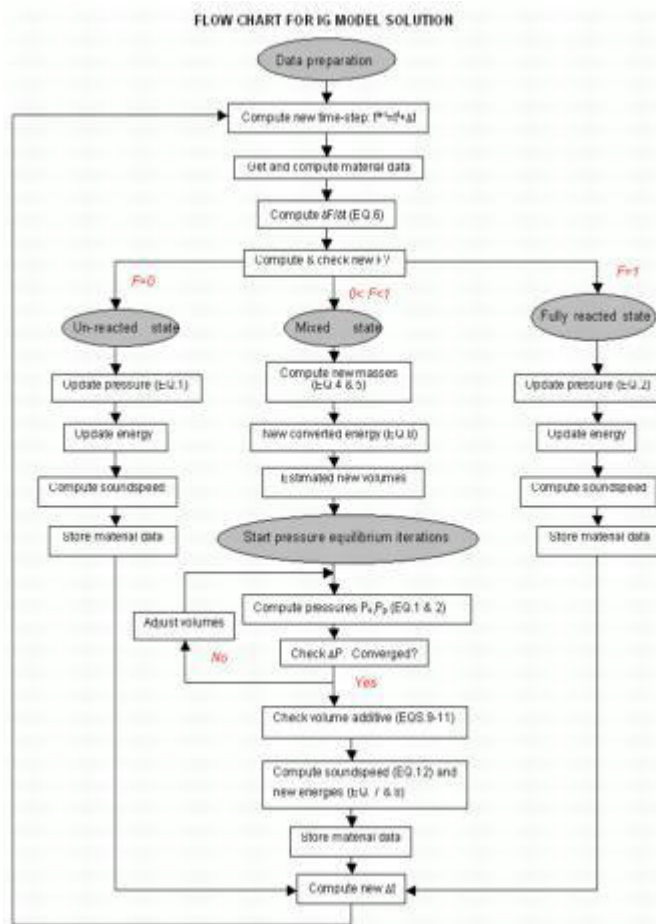 FLOW CHART FOR IG MODEL SOLUTION
Data preparation
Compute new time-step:
Get and compute material data
Compute ΔF/Δt (EQ.6)
Compute & check new F?
F=0
0< F<1
F=1
Un-reacted state
Mixed state
Fully reacted state
Update pressure (EQ.1)
Compute new masses
(EQ.4 & 5)
Update pressure (EQ.2)
Update energy
New converted energy
Update energy
Compute soundspeed
Estimated new volumes
Compute soundspeed
Store material data
Start pressure equilibrium iterations
Store material data
Adjust volumes
Compute pressures (EQ.1 & 2)
Check ΔP. Converged?
No
Yes
Check volume additive (EQS.9-11)
Compute soundspeed (EQ.12) and
new energies
Store material data
Compute new Δt